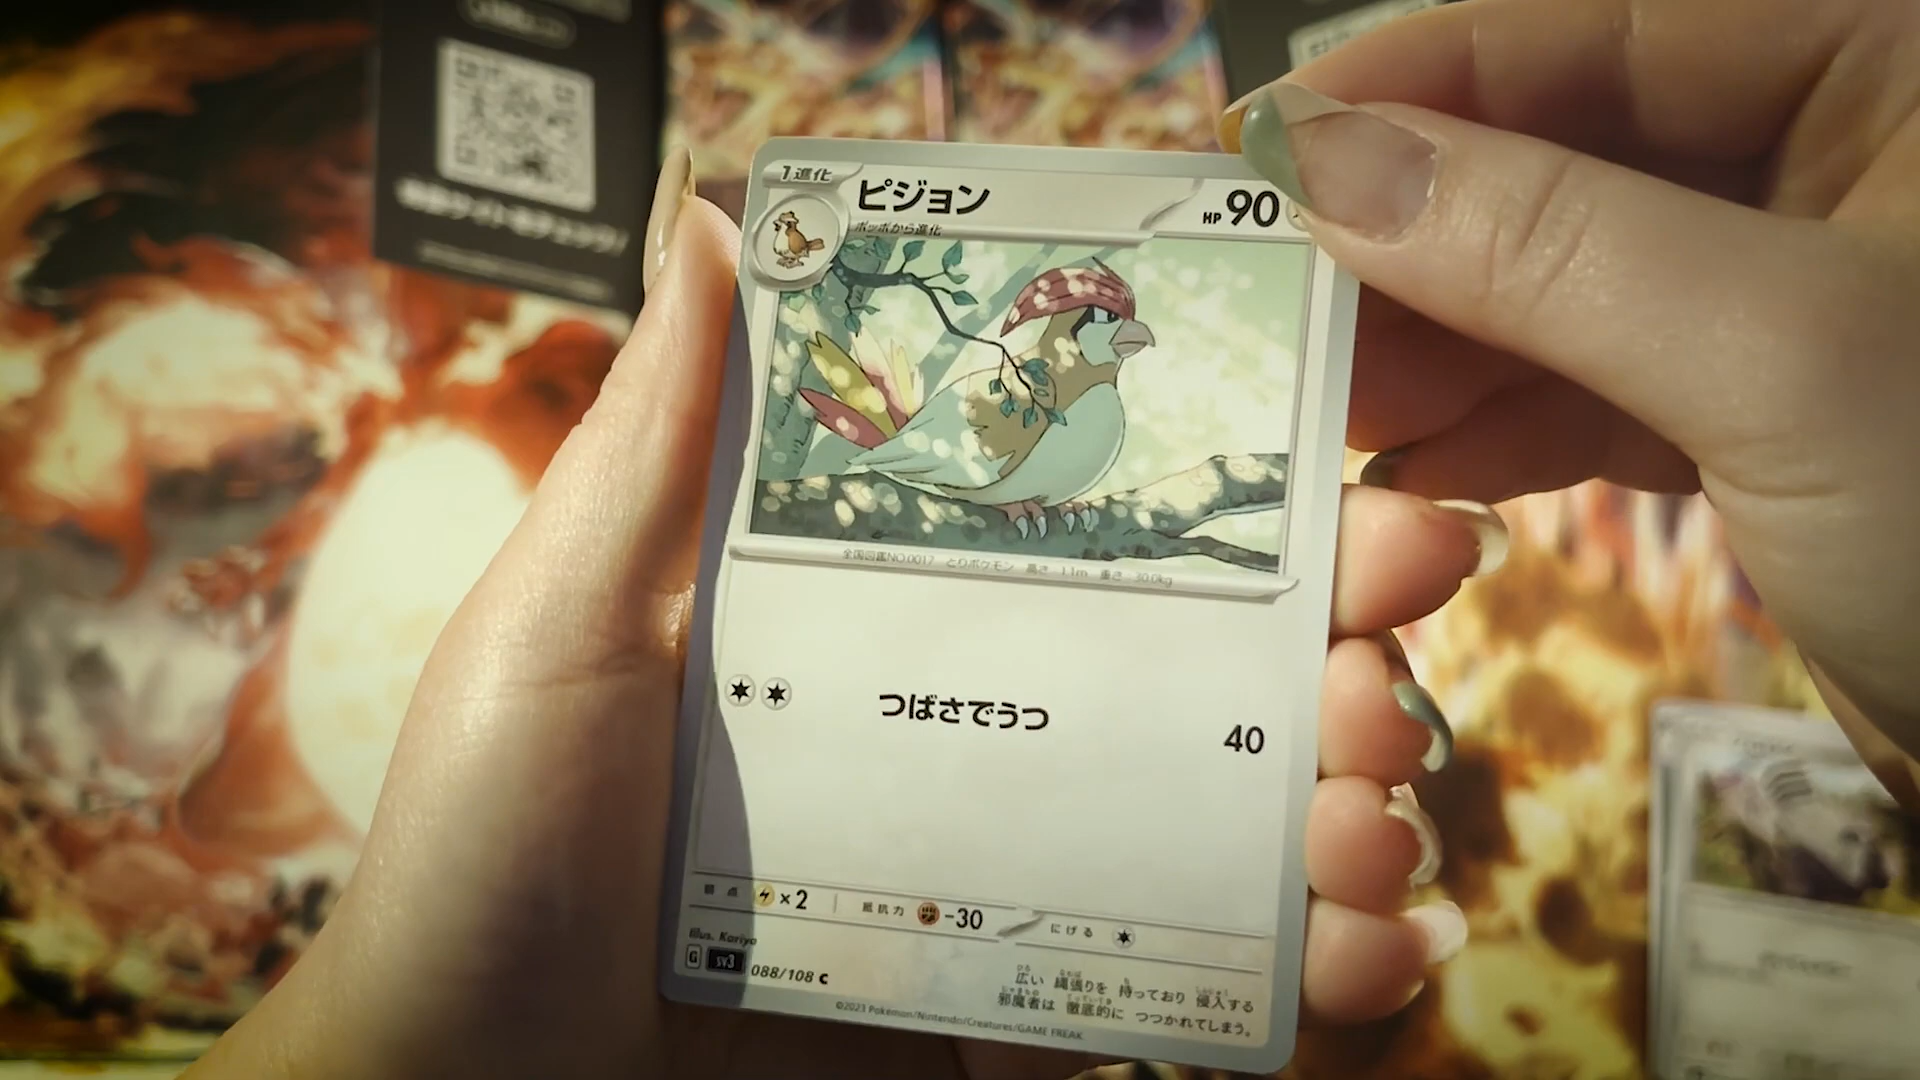 1進化
ピジョン
HP 90
ポッポから進化
全国図鑑NO.0017 とりポケモン 高さ 1.1m 重さ 30.0kg
つばさでうつ
40
弱点 ×2 抵抗力 -30 にげる
Illus. Kariya
G sv3 088/108 C
広い 縄張りを 持っており 侵入する
邪魔者は 徹底的に つつかれてしまう。
©2023 Pokémon/Nintendo/Creatures/GAME FREAK